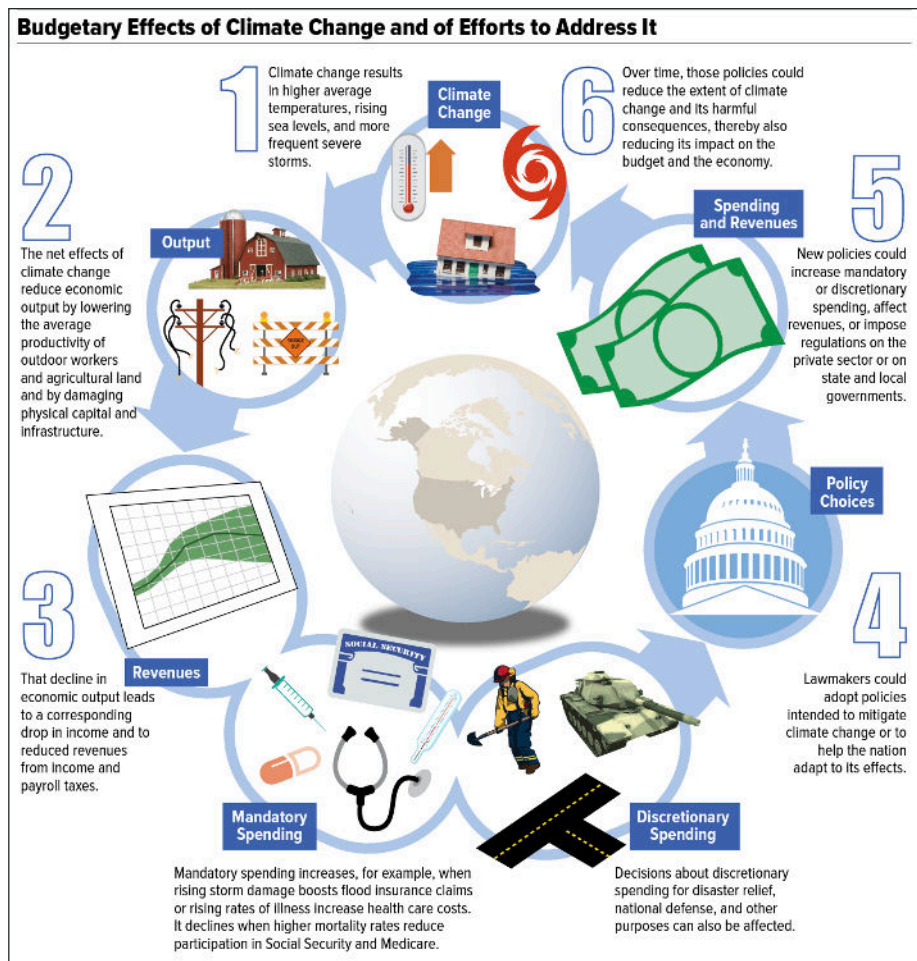 Budgetary Effects of Climate Change and of Efforts to Address It
1
Climate change results
in higher average
temperatures, rising
sea levels, and more
frequent severe
storms.
Climate
Change
2
Output
The net effects of
climate change
reduce economic
output by lowering
the average
productivity of
outdoor workers
and agricultural land
and by damaging
physical capital and
infrastructure.
3
Revenues
That decline in
economic output leads
to a corresponding
drop in income and to
reduced revenues
from income and
payroll taxes.
SOCIAL SECURITY
Mandatory
Spending
Mandatory spending increases, for example, when
rising storm damage boosts flood insurance claims
or rising rates of illness increase health care costs.
It declines when higher mortality rates reduce
participation in Social Security and Medicare.
Discretionary
Spending
Decisions about discretionary
spending for disaster relief,
national defense, and other
purposes can also be affected.
4
Policy
Choices
Lawmakers could
adopt policies
intended to mitigate
climate change or to
help the nation
adapt to its effects.
5
Spending
and Revenues
New policies could
increase mandatory
or discretionary
spending, affect
revenues, or impose
regulations on the
private sector or on
state and local
governments.
6
Over time, those policies could
reduce the extent of climate
change and its harmful
consequences, thereby also
reducing its impact on the
budget and the economy.